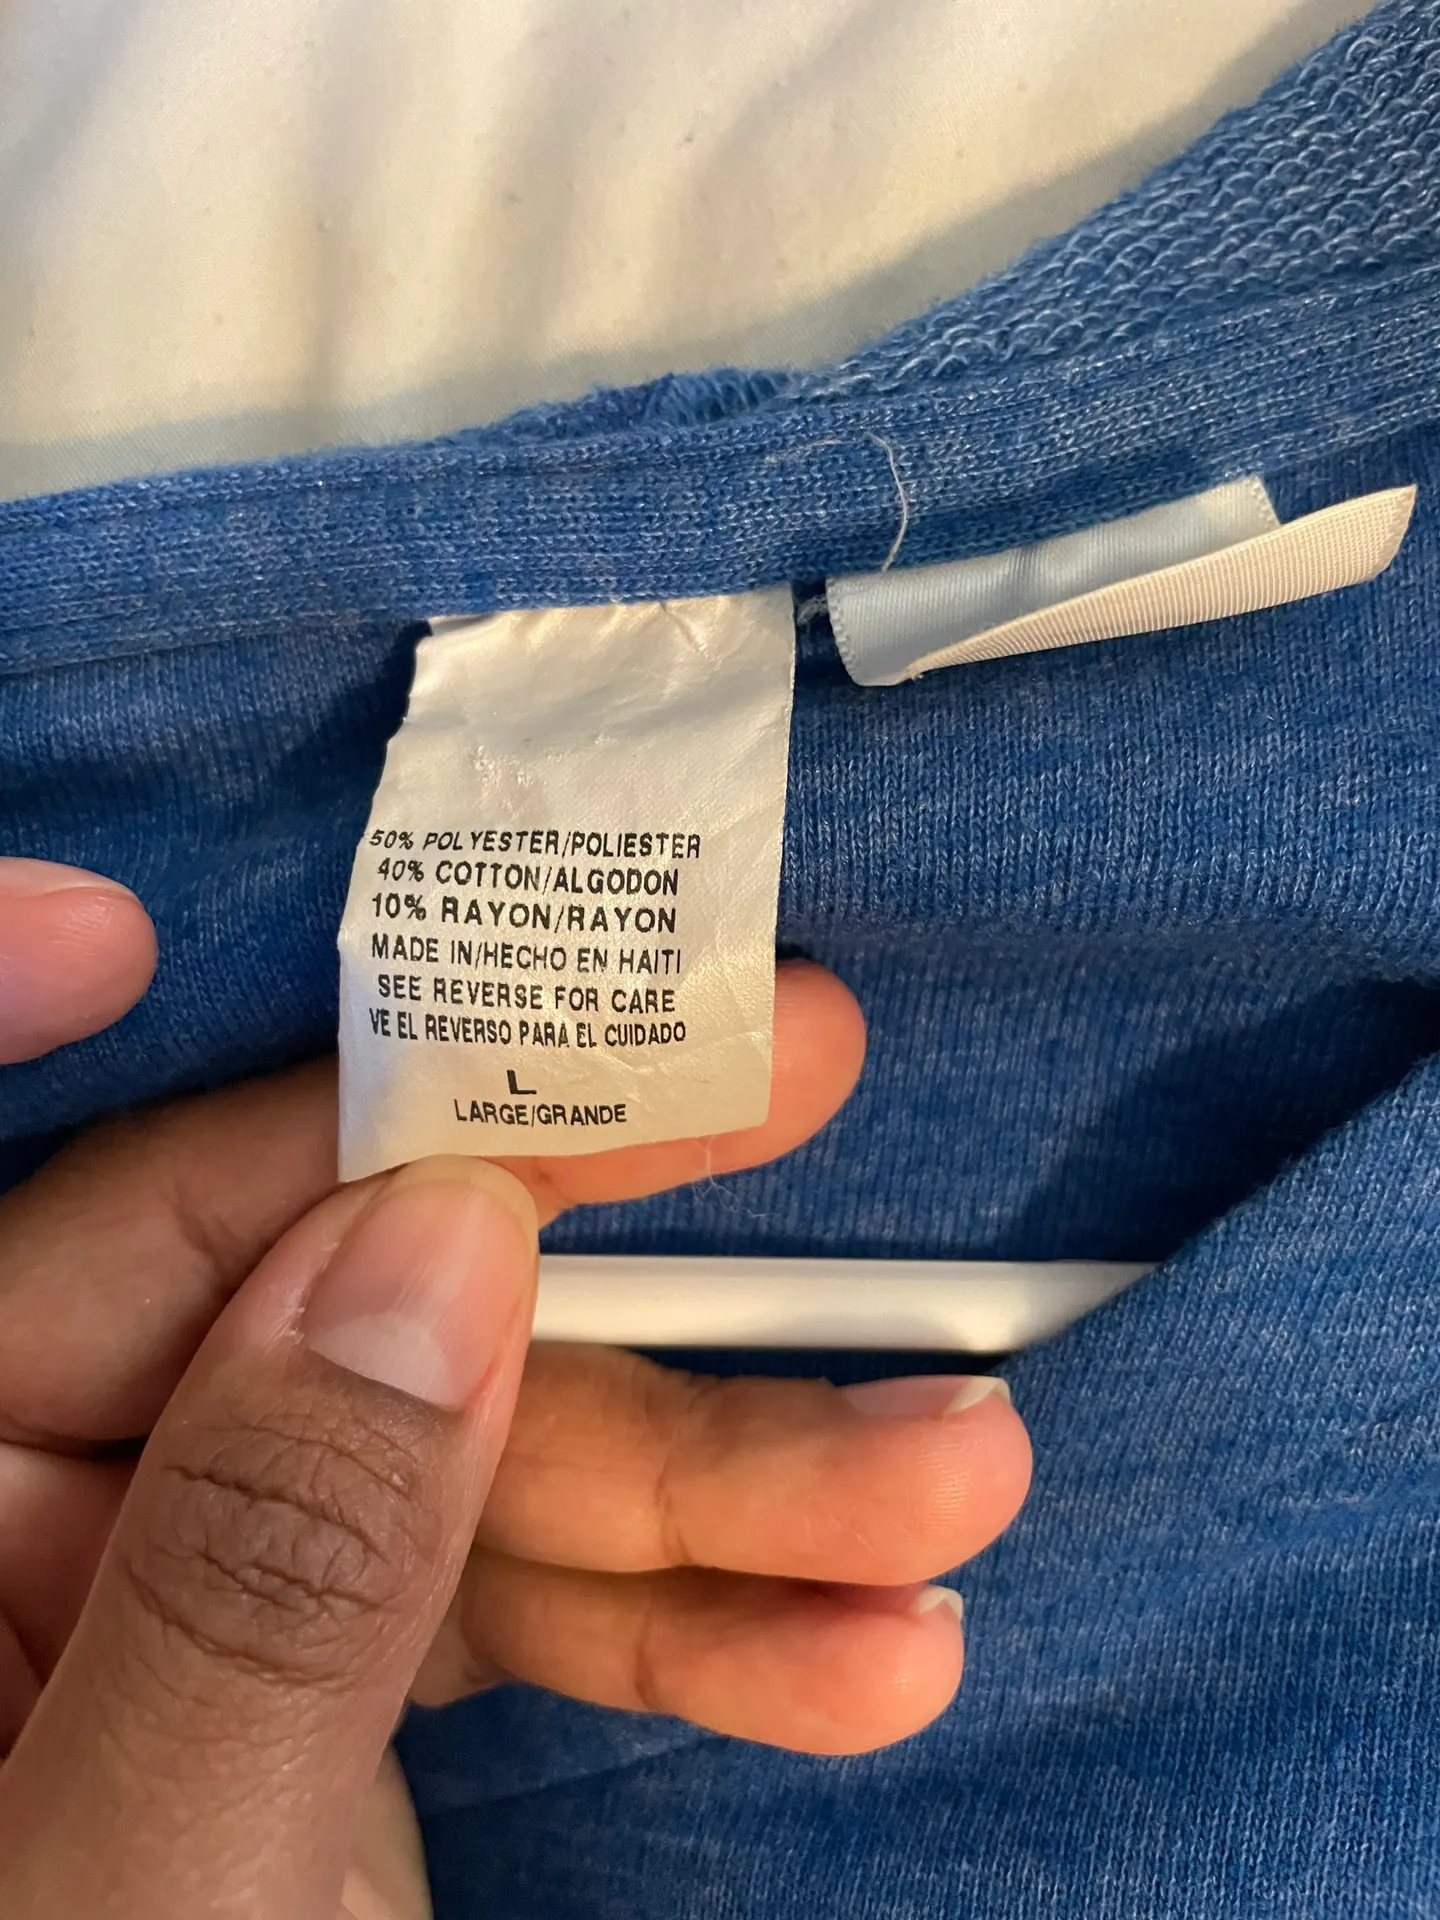 50% POLYESTER/POLIESTER
40% COTTON/ALGODON
10% RAYON/RAYON
MADE IN/HECHO EN HAITI
SEE REVERSE FOR CARE
VE EL REVERSO PARA EL CUIDADO
L
LARGE/GRANDE